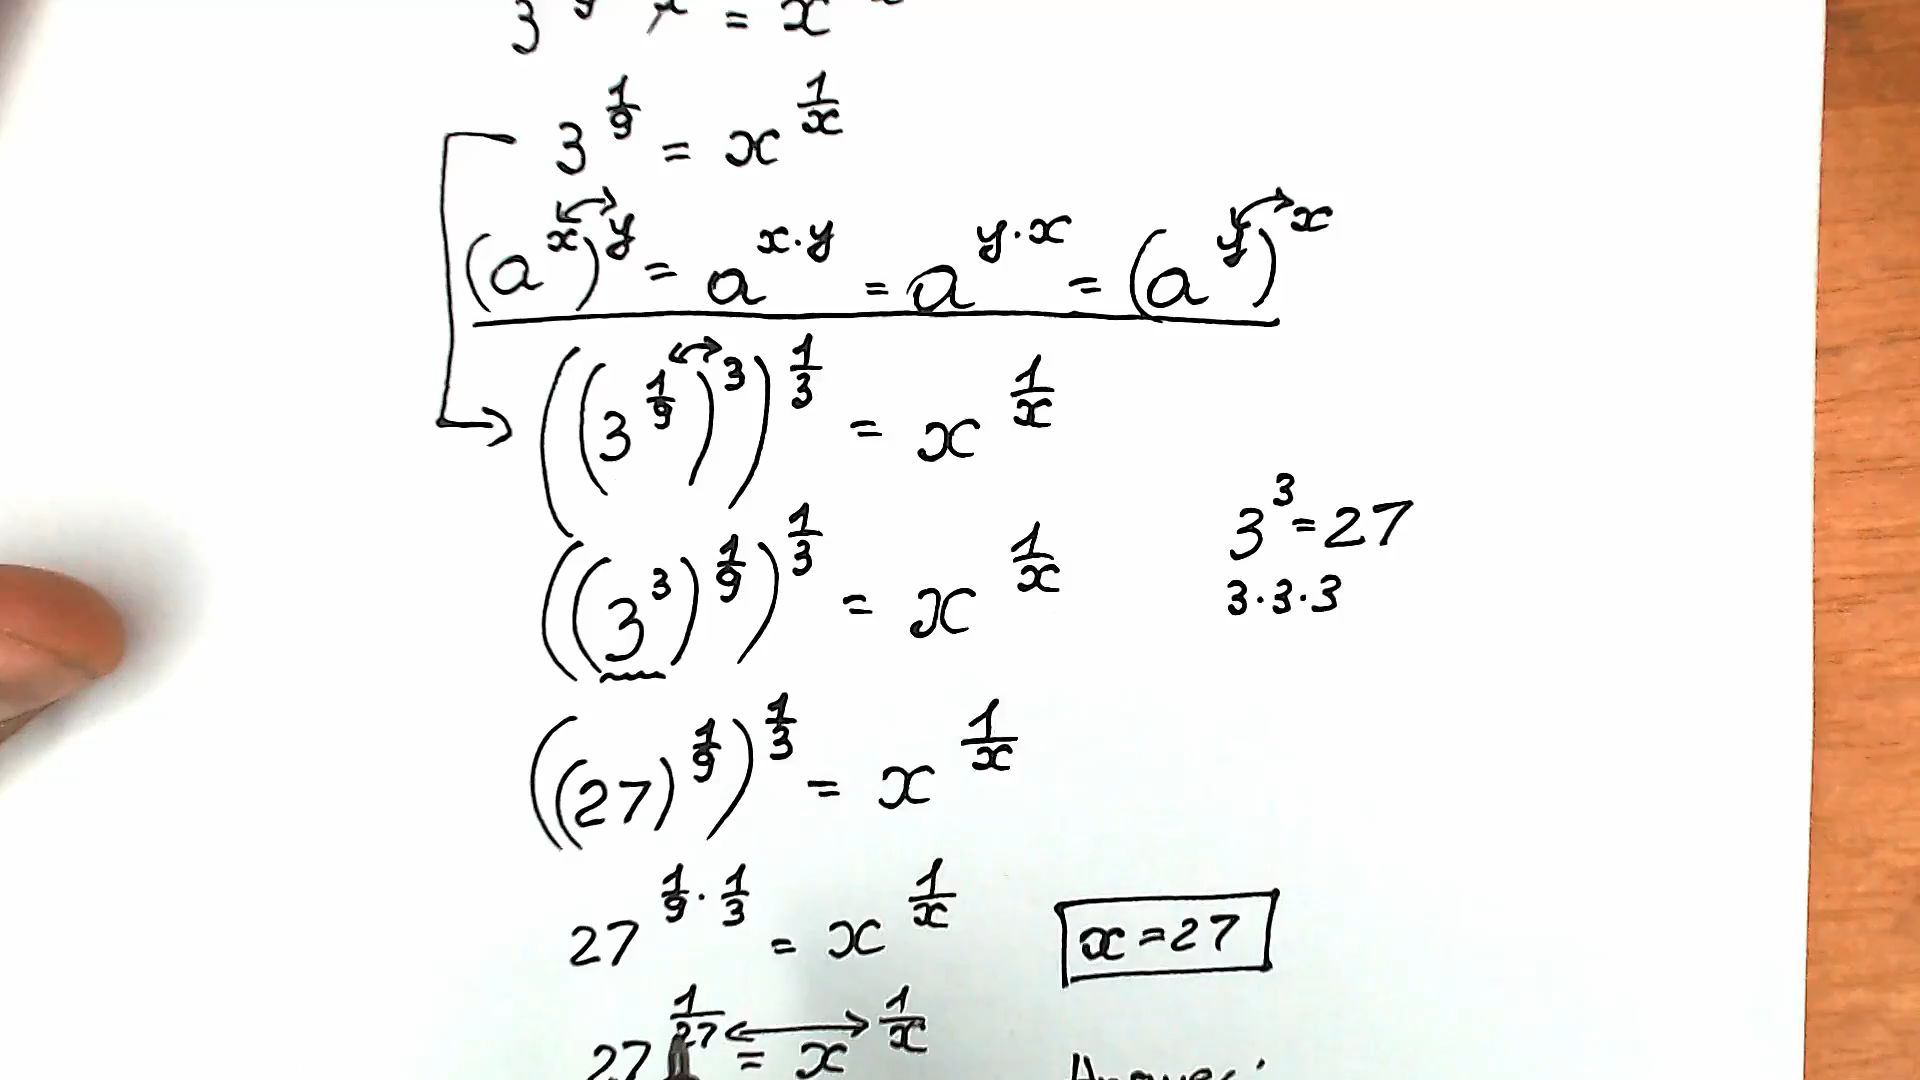 3^(1/9) = x^(1/x)
(a^x)^y = a^(x·y) = a^(y·x) = (a^y)^x
((3^(1/9))^3)^(1/3) = x^(1/x)
((3^3)^(1/9))^(1/3) = x^(1/x)
3^3 = 27
3·3·3
((27)^(1/9))^(1/3) = x^(1/x)
27^(1/9 · 1/3) = x^(1/x)
x = 27
27^(1/27) = x^(1/x)
Answer: